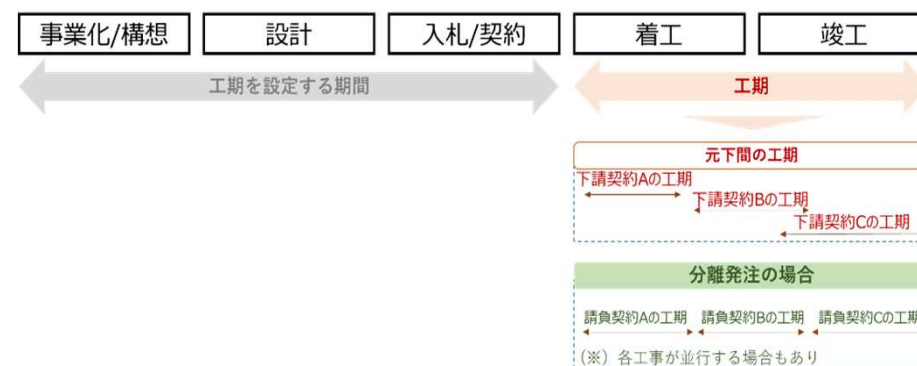 事業化/構想 設計 入札/契約 着工 竣工
工期を設定する期間 工期
元下間の工期
下請契約Aの工期
下請契約Bの工期
下請契約Cの工期
分離発注の場合
請負契約Aの工期 請負契約Bの工期 請負契約Cの工期
(※) 各工事が並行する場合もあり